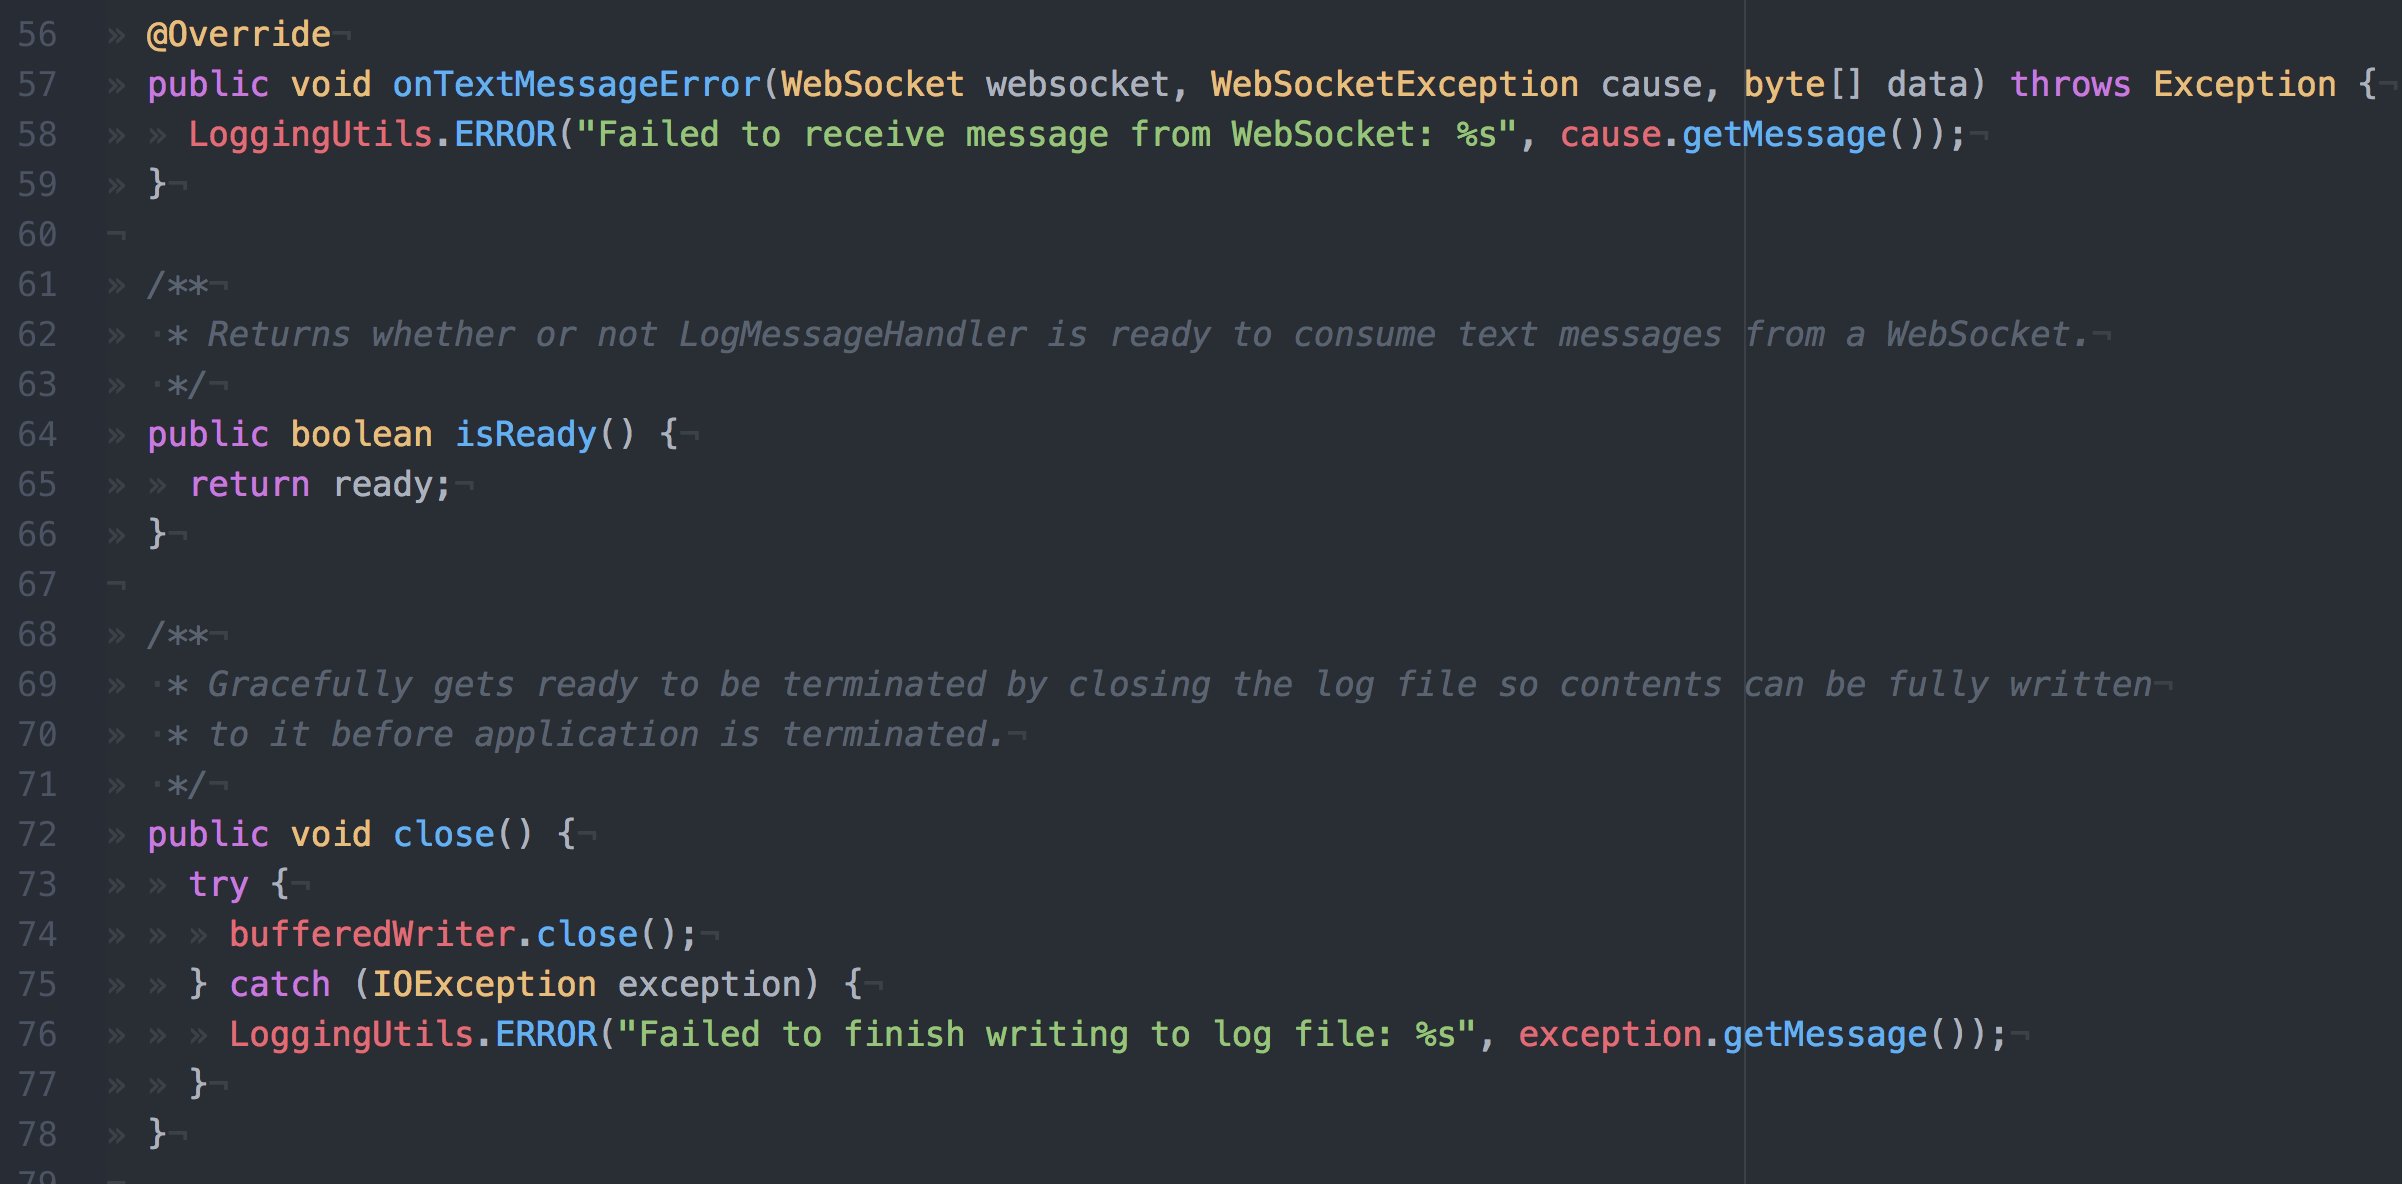 56 » @Override¬
57 » public void onTextMessageError(WebSocket websocket, WebSocketException cause, byte[] data) throws Exception {¬
58 » » LoggingUtils.ERROR("Failed to receive message from WebSocket: %s", cause.getMessage());¬
59 » }¬
60 ¬
61 » /**¬
62 » ·* Returns whether or not LogMessageHandler is ready to consume text messages from a WebSocket.¬
63 » ·*/¬
64 » public boolean isReady() {¬
65 » » return ready;¬
66 » }¬
67 ¬
68 » /**¬
69 » ·* Gracefully gets ready to be terminated by closing the log file so contents can be fully written¬
70 » ·* to it before application is terminated.¬
71 » ·*/¬
72 » public void close() {¬
73 » » try {¬
74 » » » bufferedWriter.close();¬
75 » » } catch (IOException exception) {¬
76 » » » LoggingUtils.ERROR("Failed to finish writing to log file: %s", exception.getMessage());¬
77 » » }¬
78 » }¬
79 ¬